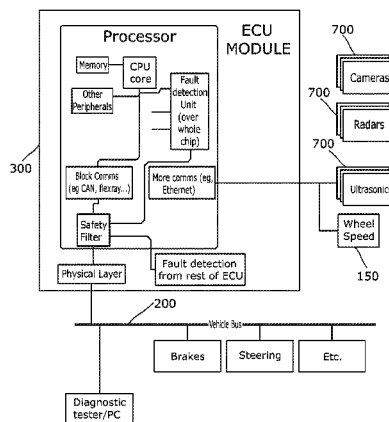 Processor
ECU
MODULE
Memory
CPU
core
Other
Peripherals
Fault
detection
Unit
(over
whole
chip)
300
Block Comms
(eg CAN, flexray...)
More comms (eg,
Ethernet)
Safety
Filter
Physical Layer
Fault detection
from rest of ECU
700
Cameras
700
Radars
700
Ultrasonic
Wheel
Speed
150
200
Vehicle Bus
Brakes
Steering
Etc.
Diagnostic
tester/PC